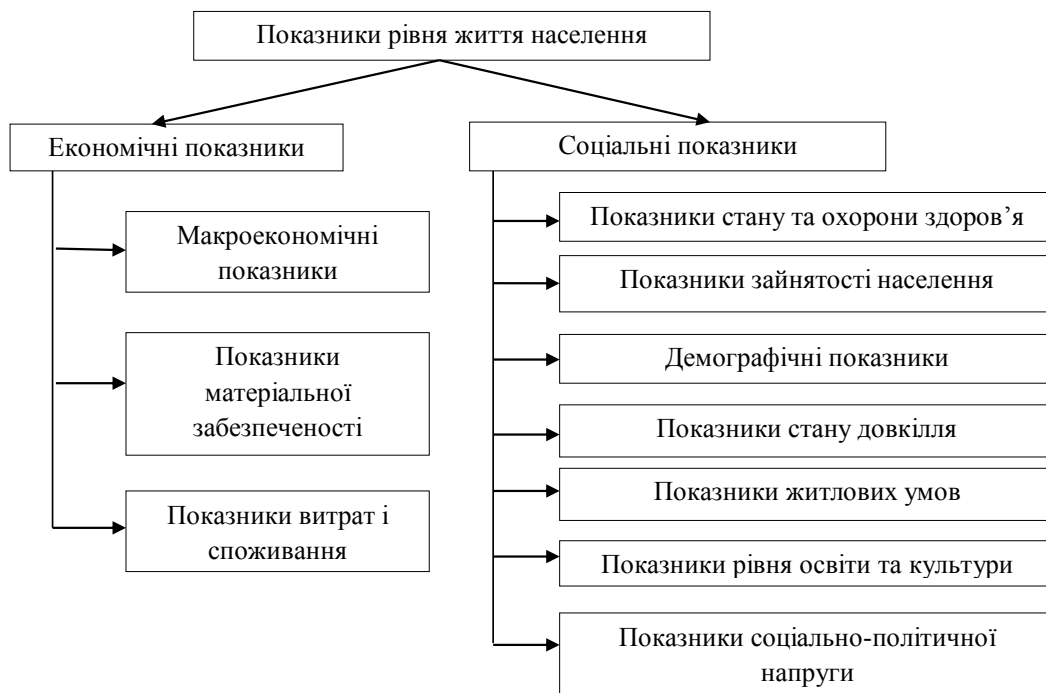 Показники рівня життя населення
Економічні показники
Макроекономічні
показники
Показники
матеріальної
забезпеченості
Показники витрат і
споживання
Соціальні показники
Показники стану та охорони здоров’я
Показники зайнятості населення
Демографічні показники
Показники стану довкілля
Показники житлових умов
Показники рівня освіти та культури
Показники соціально-політичної
напруги